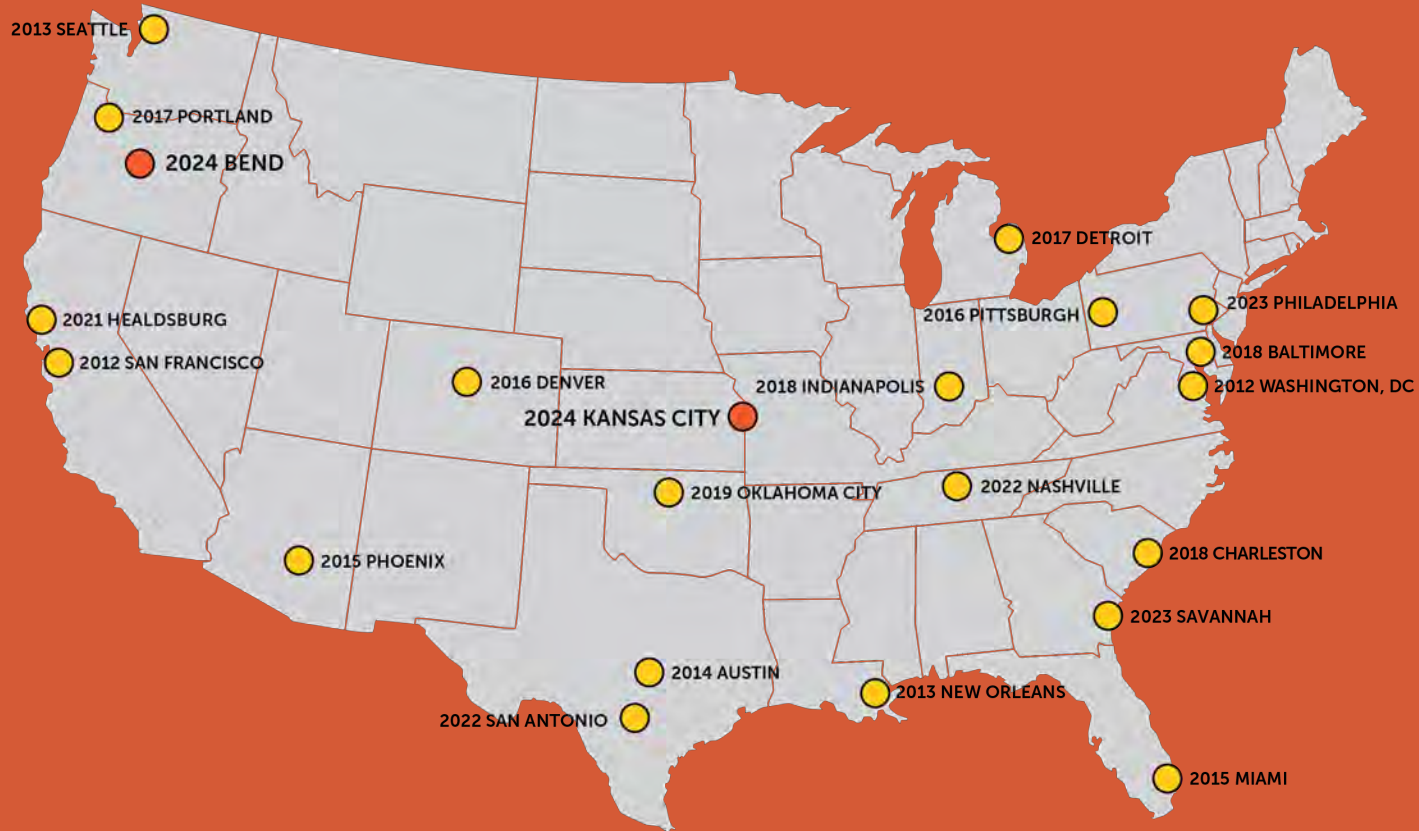 2013 SEATTLE
2017 PORTLAND
2024 BEND
2017 DETROIT
2023 PHILADELPHIA
2016 PITTSBURGH
2021 HEALDSBURG
2018 BALTIMORE
2012 SAN FRANCISCO
2016 DENVER
2018 INDIANAPOLIS
2012 WASHINGTON, DC
2024 KANSAS CITY
2022 NASHVILLE
2019 OKLAHOMA CITY
2018 CHARLESTON
2015 PHOENIX
2023 SAVANNAH
2014 AUSTIN
2013 NEW ORLEANS
2022 SAN ANTONIO
2015 MIAMI